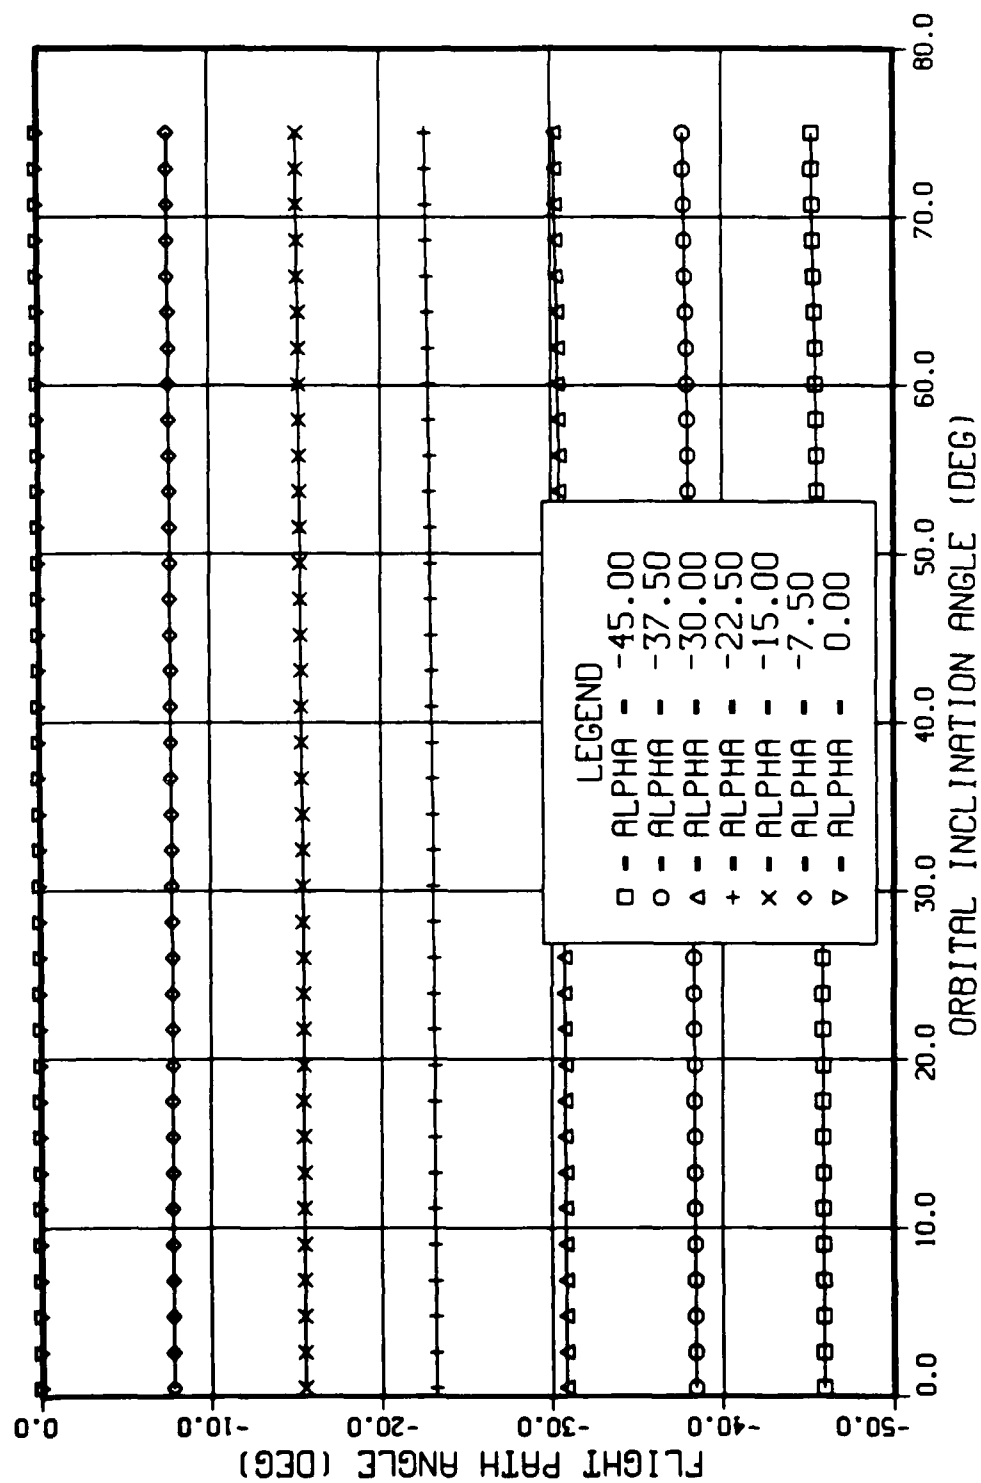 FLIGHT PATH ANGLE (DEG)
0.0
-10.0
-20.0
-30.0
-40.0
-50.0
LEGEND
□ - ALPHA - -45.00
○ - ALPHA - -37.50
△ - ALPHA - -30.00
+ - ALPHA - -22.50
× - ALPHA - -15.00
◇ - ALPHA - -7.50
▽ - ALPHA - 0.00
0.0 10.0 20.0 30.0 40.0 50.0 60.0 70.0 80.0
ORBITAL INCLINATION ANGLE (DEG)